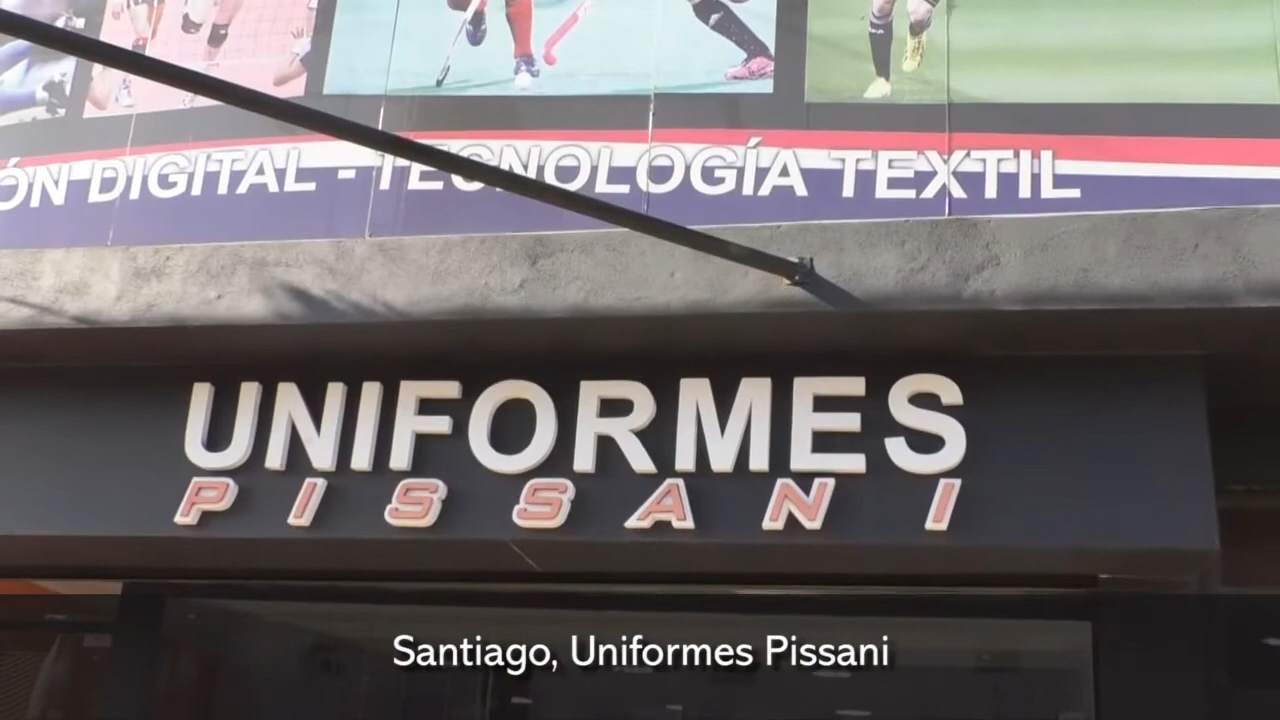 ÓN DIGITAL - TECNOLOGÍA TEXTIL
UNIFORMES
PISSANI
Santiago, Uniformes Pissani